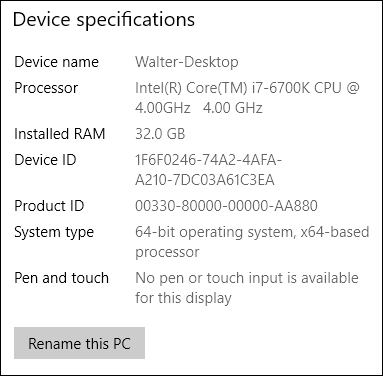 Device specifications
Device name Walter-Desktop
Processor Intel(R) Core(TM) i7-6700K CPU @
4.00GHz 4.00 GHz
Installed RAM 32.0 GB
Device ID 1F6F0246-74A2-4AFA-
A210-7DC03A61C3EA
Product ID 00330-80000-00000-AA880
System type 64-bit operating system, x64-based
processor
Pen and touch No pen or touch input is available
for this display
Rename this PC